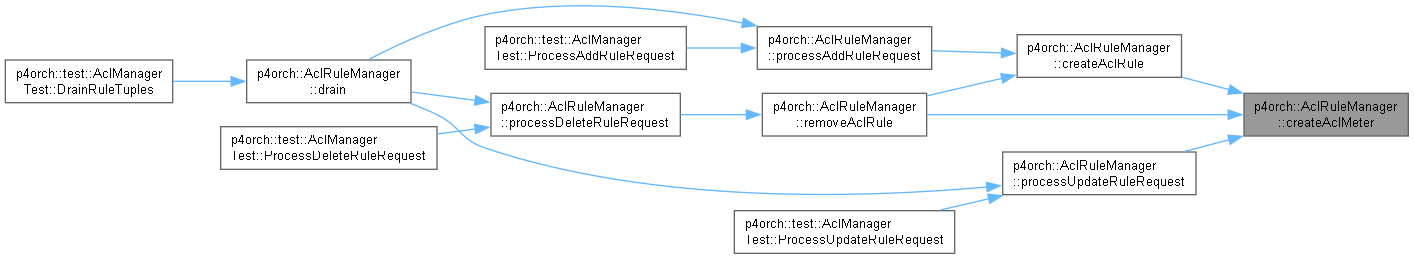 p4orch::test::AclManager
Test::DrainRuleTuples
p4orch::AclRuleManager
::drain
p4orch::test::AclManager
Test::ProcessAddRuleRequest
p4orch::AclRuleManager
::processAddRuleRequest
p4orch::AclRuleManager
::createAclRule
p4orch::AclRuleManager
::processDeleteRuleRequest
p4orch::test::AclManager
Test::ProcessDeleteRuleRequest
p4orch::AclRuleManager
::removeAclRule
p4orch::AclRuleManager
::createAclMeter
p4orch::AclRuleManager
::processUpdateRuleRequest
p4orch::test::AclManager
Test::ProcessUpdateRuleRequest